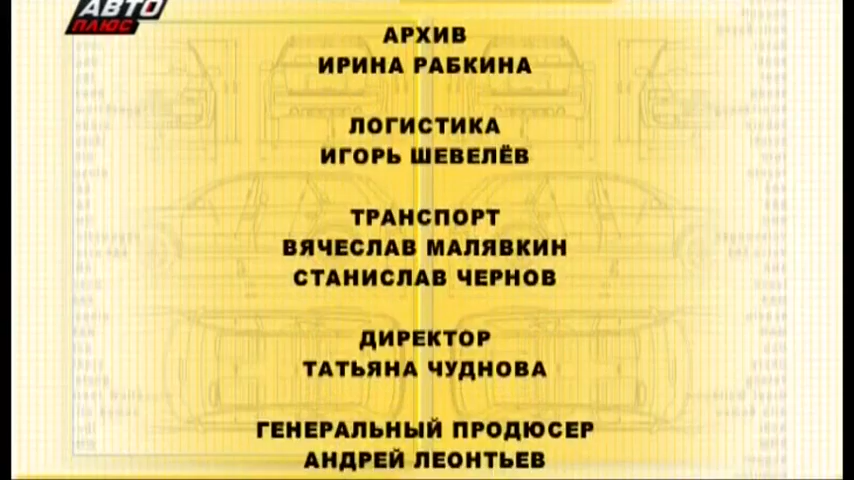 АВТО
ПЛЮС
АРХИВ
ИРИНА РАБКИНА
ЛОГИСТИКА
ИГОРЬ ШЕВЕЛЁВ
ТРАНСПОРТ
ВЯЧЕСЛАВ МАЛЯВКИН
СТАНИСЛАВ ЧЕРНОВ
ДИРЕКТОР
ТАТЬЯНА ЧУДНОВА
ГЕНЕРАЛЬНЫЙ ПРОДЮСЕР
АНДРЕЙ ЛЕОНТЬЕВ